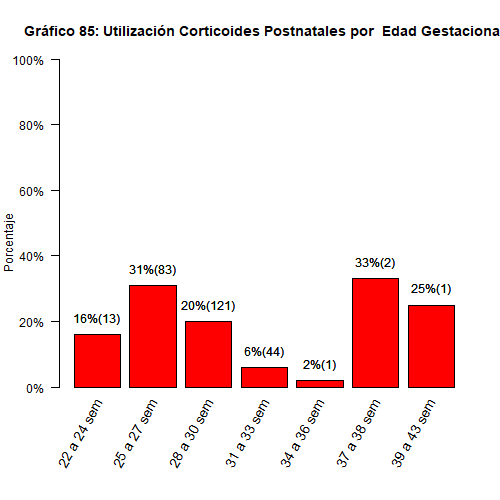 Gráfico 85: Utilización Corticoides Postnatales por  Edad Gestaciona
100%
80%
60%
40%
20%
0%
Porcentaje
16%(13)
31%(83)
20%(121)
6%(44)
2%(1)
33%(2)
25%(1)
22 a 24 sem
25 a 27 sem
28 a 30 sem
31 a 33 sem
34 a 36 sem
37 a 38 sem
39 a 43 sem